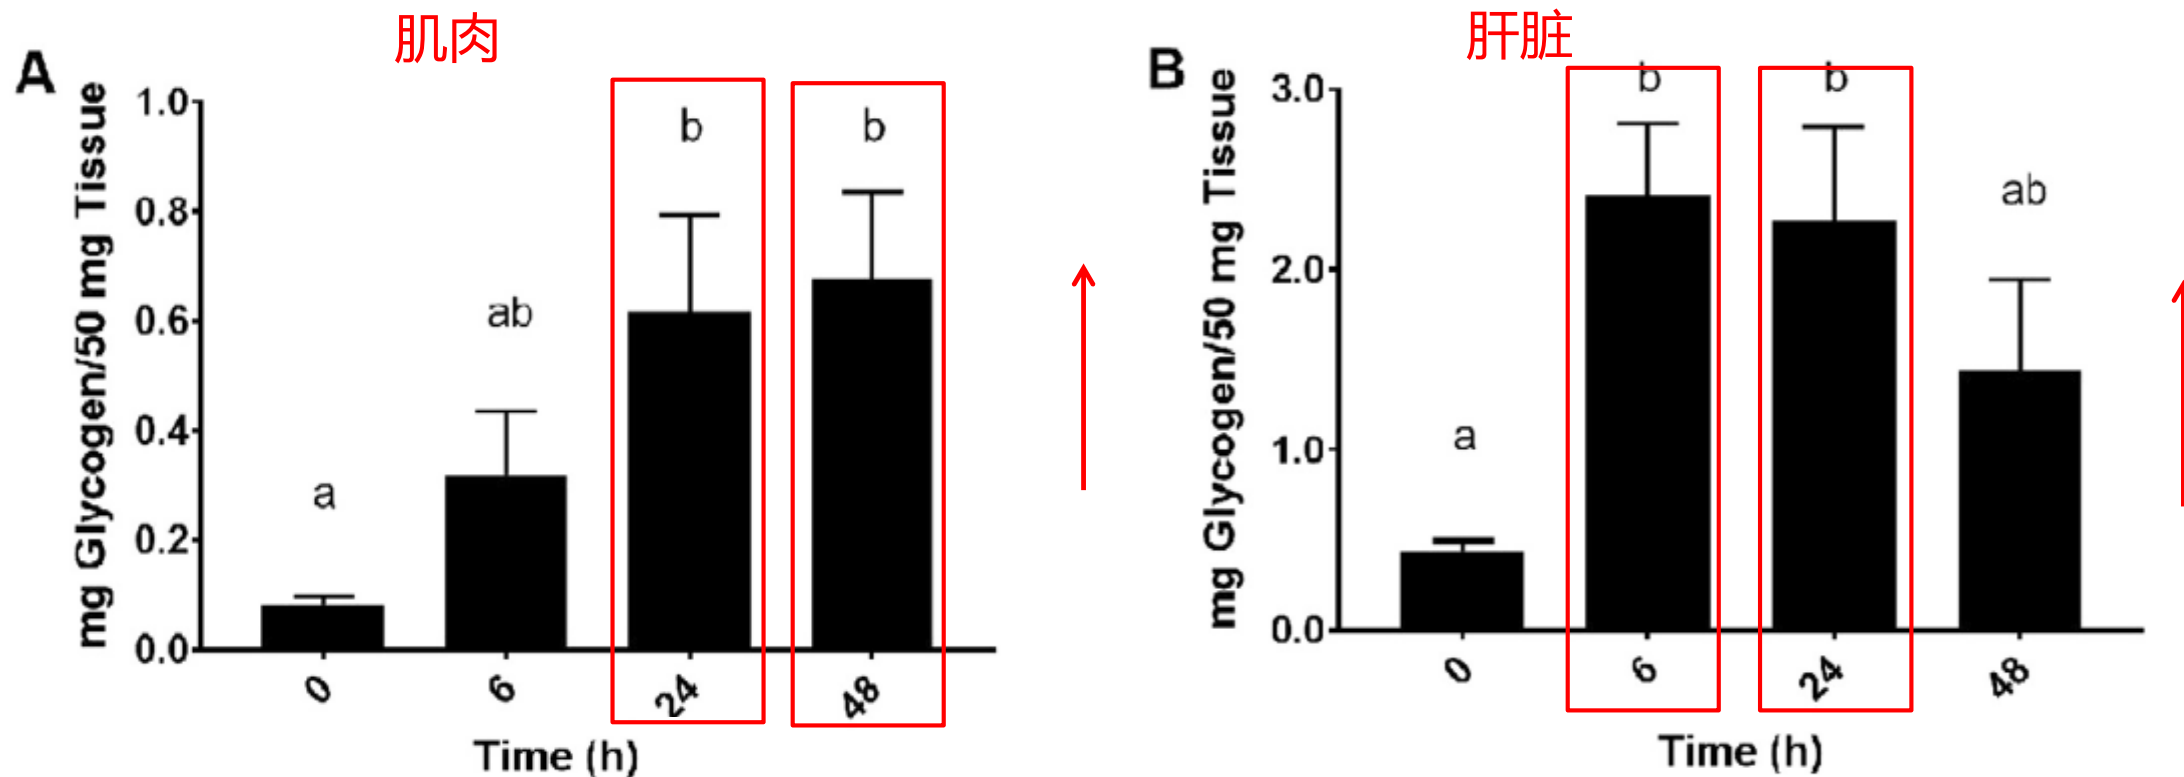 肌肉
A
mg Glycogen/50 mg Tissue
1.0
0.8
0.6
0.4
0.2
0.0
a
ab
b
b
0
6
24
48
Time (h)
肝脏
B
mg Glycogen/50 mg Tissue
3.0
2.0
1.0
0.0
a
b
b
ab
0
6
24
48
Time (h)